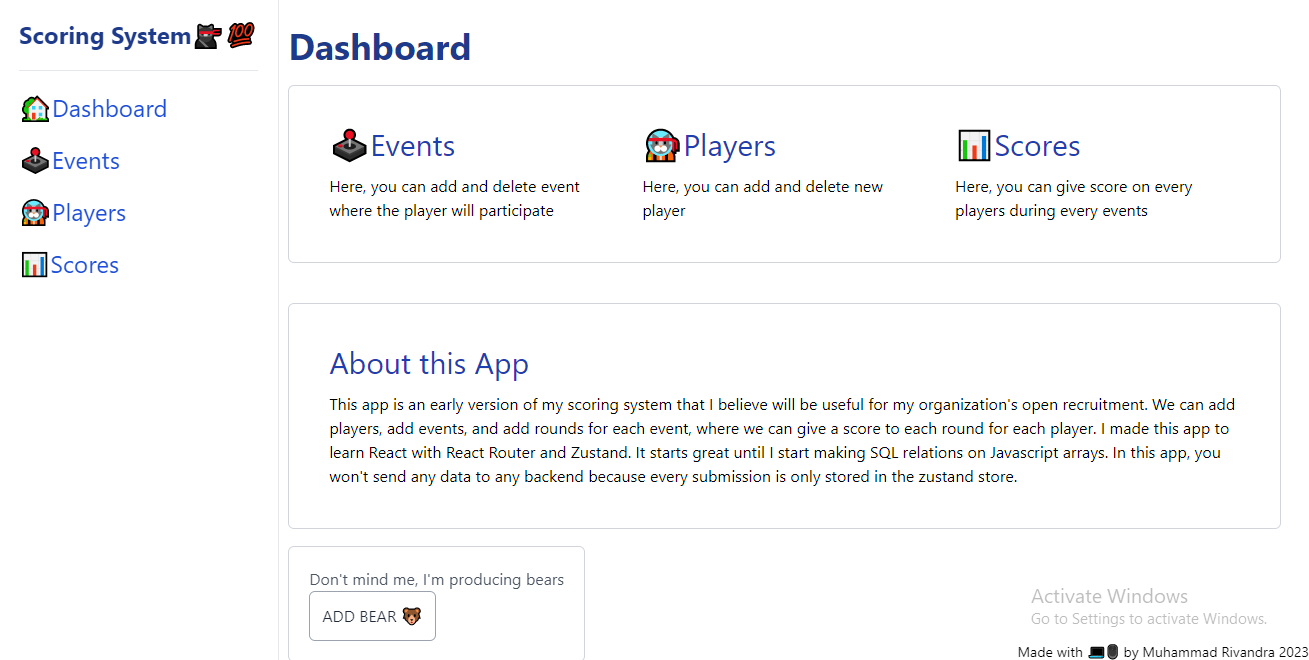 Scoring System🥷💯
🏡Dashboard
🕹Events
👨‍🚀Players
📊Scores
Dashboard
🕹Events
Here, you can add and delete event
where the player will participate
Players
Here, you can add and delete new
player
📊Scores
Here, you can give score on every
players during every events
About this App
This app is an early version of my scoring system that I believe will be useful for my organization's open recruitment. We can add
players, add events, and add rounds for each event, where we can give a score to each round for each player. I made this app to
learn React with React Router and Zustand. It starts great until I start making SQL relations on Javascript arrays. In this app, you
won't send any data to any backend because every submission is only stored in the zustand store.
Don't mind me, I'm producing bears
ADD BEAR 🐻
Activate Windows
Go to Settings to activate Windows.
Made with 💻🖱 by Muhammad Rivandra 2023